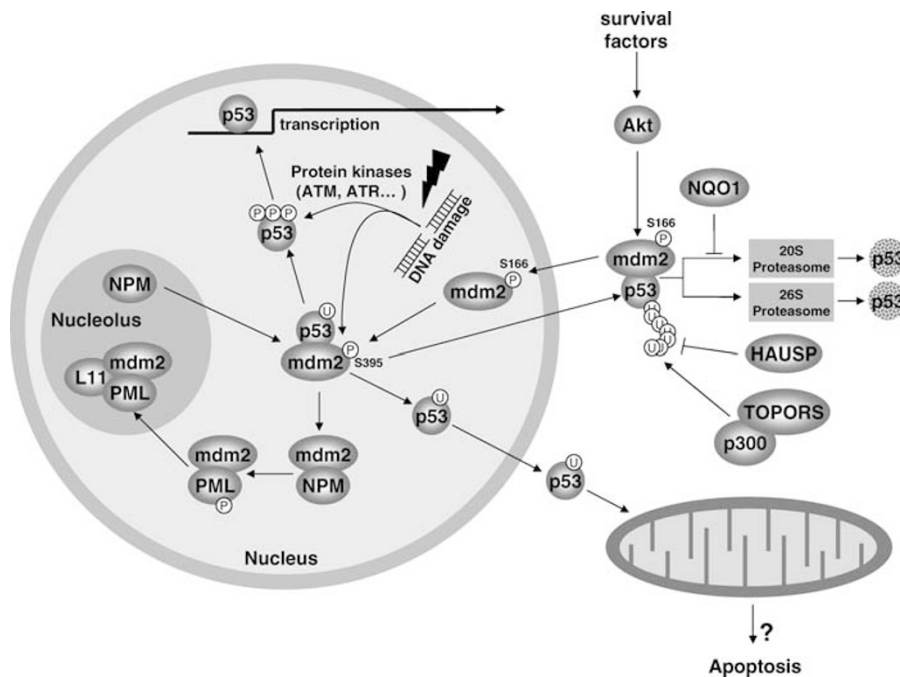 survival
factors
p53
transcription
Akt
Protein kinases
(ATM, ATR... )
NQO1
P P P
p53
DNA damage
S166
P
mdm2
p53
U
U
U
U
U
U
U
U
20S
Proteasome
p53
26S
Proteasome
p53
S166
mdm2
P
NPM
Nucleolus
U
p53
mdm2
P
S395
HAUSP
mdm2
L11
PML
U
p53
TOPORS
p300
mdm2
PML
P
mdm2
NPM
U
p53
Nucleus
?
Apoptosis